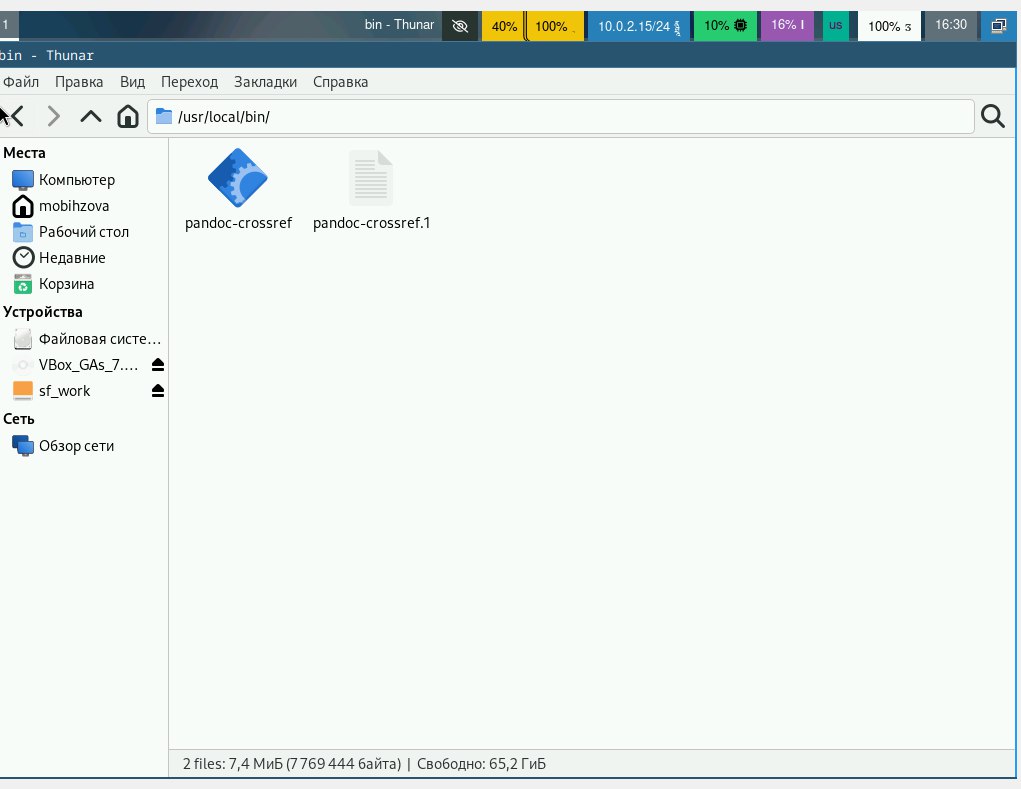 1 bin - Thunar 40% 100% 10.0.2.15/24 10% 16% us 100% 16:30
bin - Thunar
Файл Правка Вид Переход Закладки Справка
/usr/local/bin/
Места
Компьютер
mobihzova
Рабочий стол
Недавние
Корзина
Устройства
Файловая систе...
VBox_GAs_7....
sf_work
Сеть
Обзор сети
pandoc-crossref pandoc-crossref.1
2 files: 7,4 МиБ (7 769 444 байта) | Свободно: 65,2 ГиБ